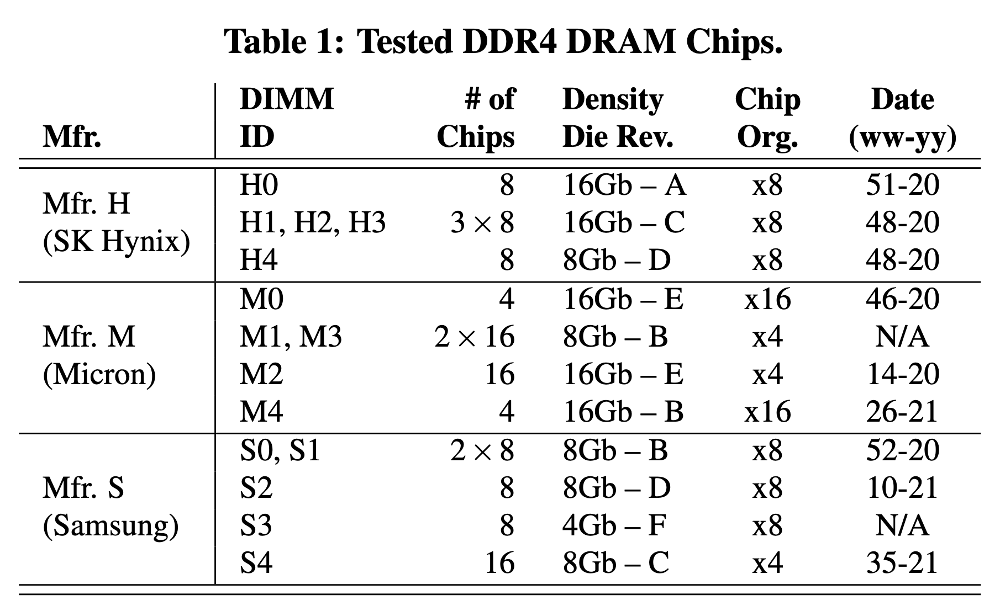 Table 1: Tested DDR4 DRAM Chips.
Mfr. DIMM ID # of Chips Density Die Rev. Chip Org. Date (ww-yy)
Mfr. H (SK Hynix)
H0 8 16Gb – A x8 51-20
H1, H2, H3 3 × 8 16Gb – C x8 48-20
H4 8 8Gb – D x8 48-20
Mfr. M (Micron)
M0 4 16Gb – E x16 46-20
M1, M3 2 × 16 8Gb – B x4 N/A
M2 16 16Gb – E x4 14-20
M4 4 16Gb – B x16 26-21
Mfr. S (Samsung)
S0, S1 2 × 8 8Gb – B x8 52-20
S2 8 8Gb – D x8 10-21
S3 8 4Gb – F x8 N/A
S4 16 8Gb – C x4 35-21